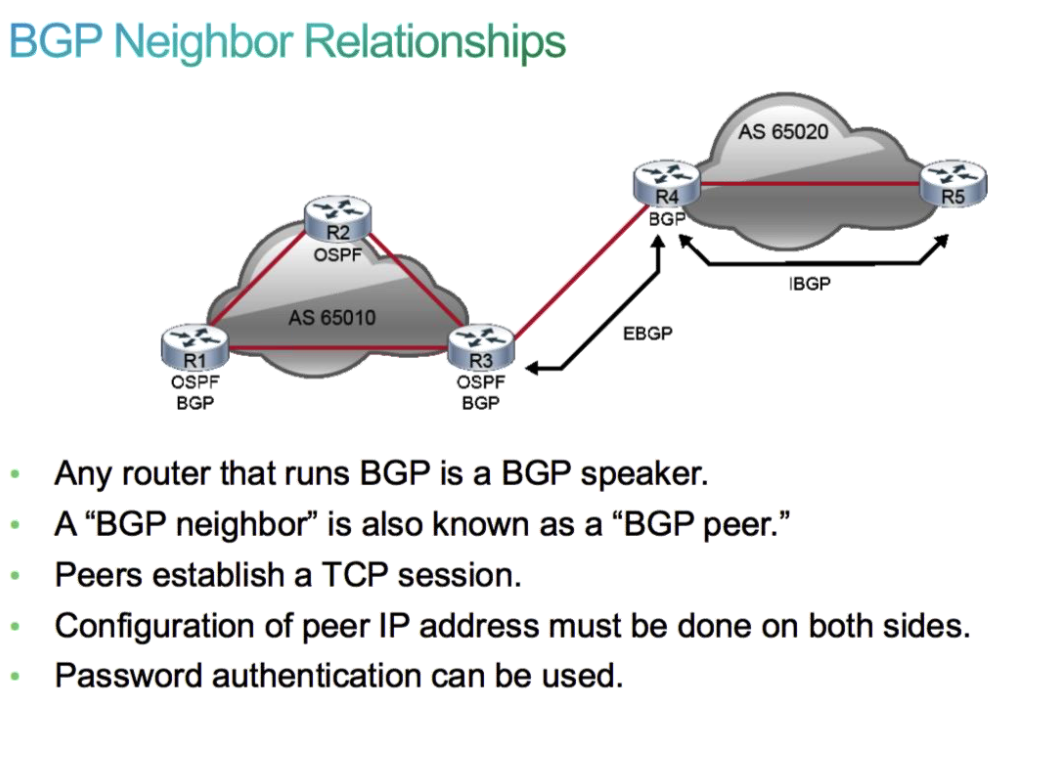 BGP Neighbor Relationships
AS 65020
R4
BGP
R5
IBGP
R2
OSPF
AS 65010
EBGP
R1
OSPF
BGP
R3
OSPF
BGP
• Any router that runs BGP is a BGP speaker.
• A “BGP neighbor” is also known as a “BGP peer.”
• Peers establish a TCP session.
• Configuration of peer IP address must be done on both sides.
• Password authentication can be used.